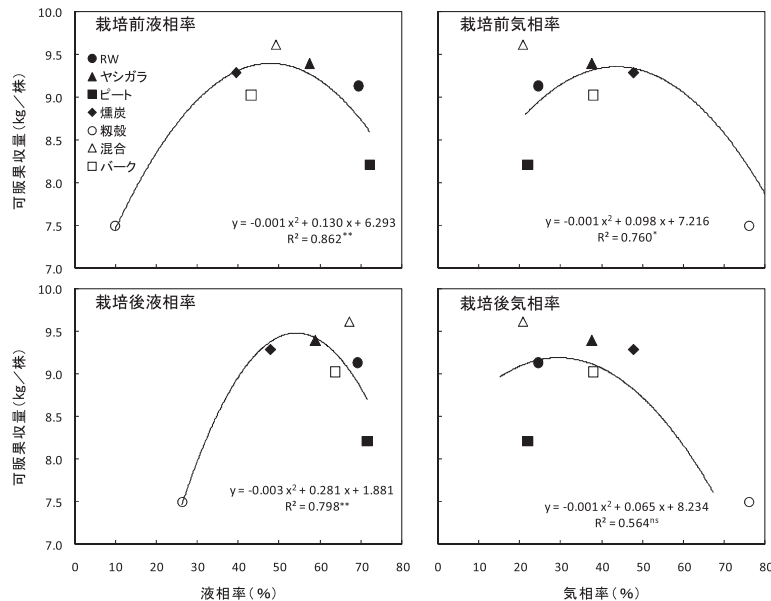 栽培前液相率
10.0
9.5
9.0
8.5
8.0
7.5
7.0
可販果収量(kg/株)
RW
ヤシガラ
ピート
燻炭
籾殻
混合
バーク
y = -0.001 x² + 0.130 x + 6.293
R² = 0.862**
栽培前気相率
y = -0.001 x² + 0.098 x + 7.216
R² = 0.760*
栽培後液相率
10.0
9.5
9.0
8.5
8.0
7.5
7.0
可販果収量(kg/株)
y = -0.003 x² + 0.281 x + 1.881
R² = 0.798**
0 10 20 30 40 50 60 70 80
液相率(%)
栽培後気相率
y = -0.001 x² + 0.065 x + 8.234
R² = 0.564ns
0 10 20 30 40 50 60 70 80
気相率(%)